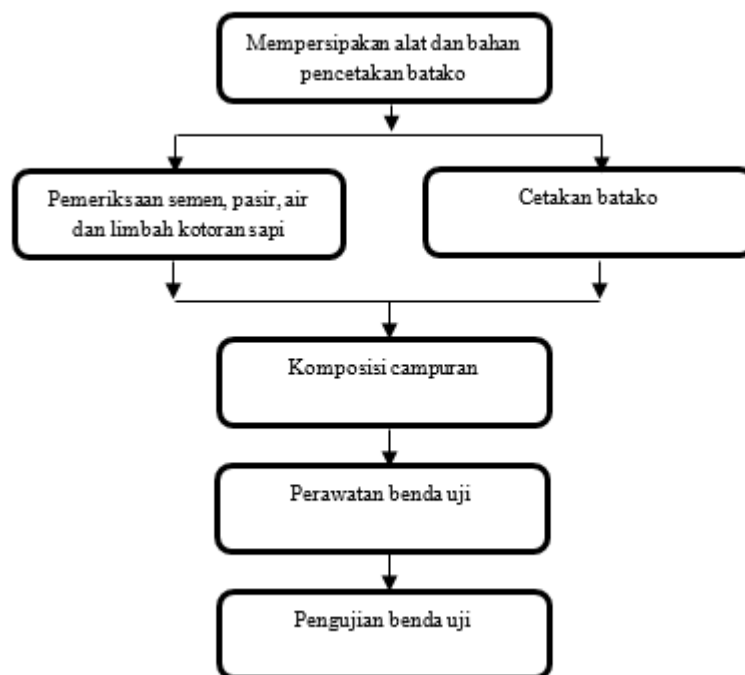 Mempersipakan alat dan bahan
pencetakan batako
Pemeriksaan semen, pasir, air
dan limbah kotoran sapi
Cetakan batako
Komposisi campuran
Perawatan benda uji
Pengujian benda uji